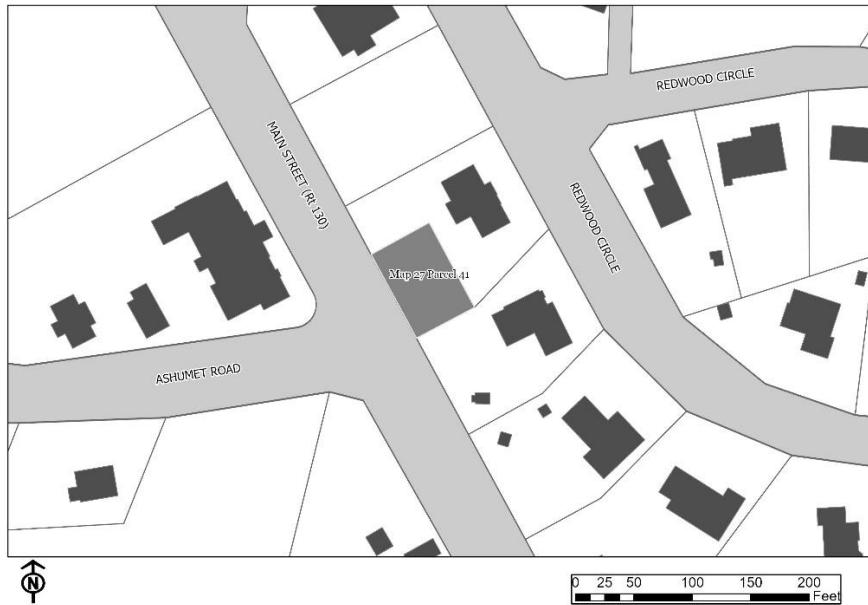 REDWOOD CIRCLE
MAIN STREET (Rt 130)
REDWOOD CIRCLE
Map 27 Parcel 41
ASHUMET ROAD
N
0 25 50 100 150 200
Feet